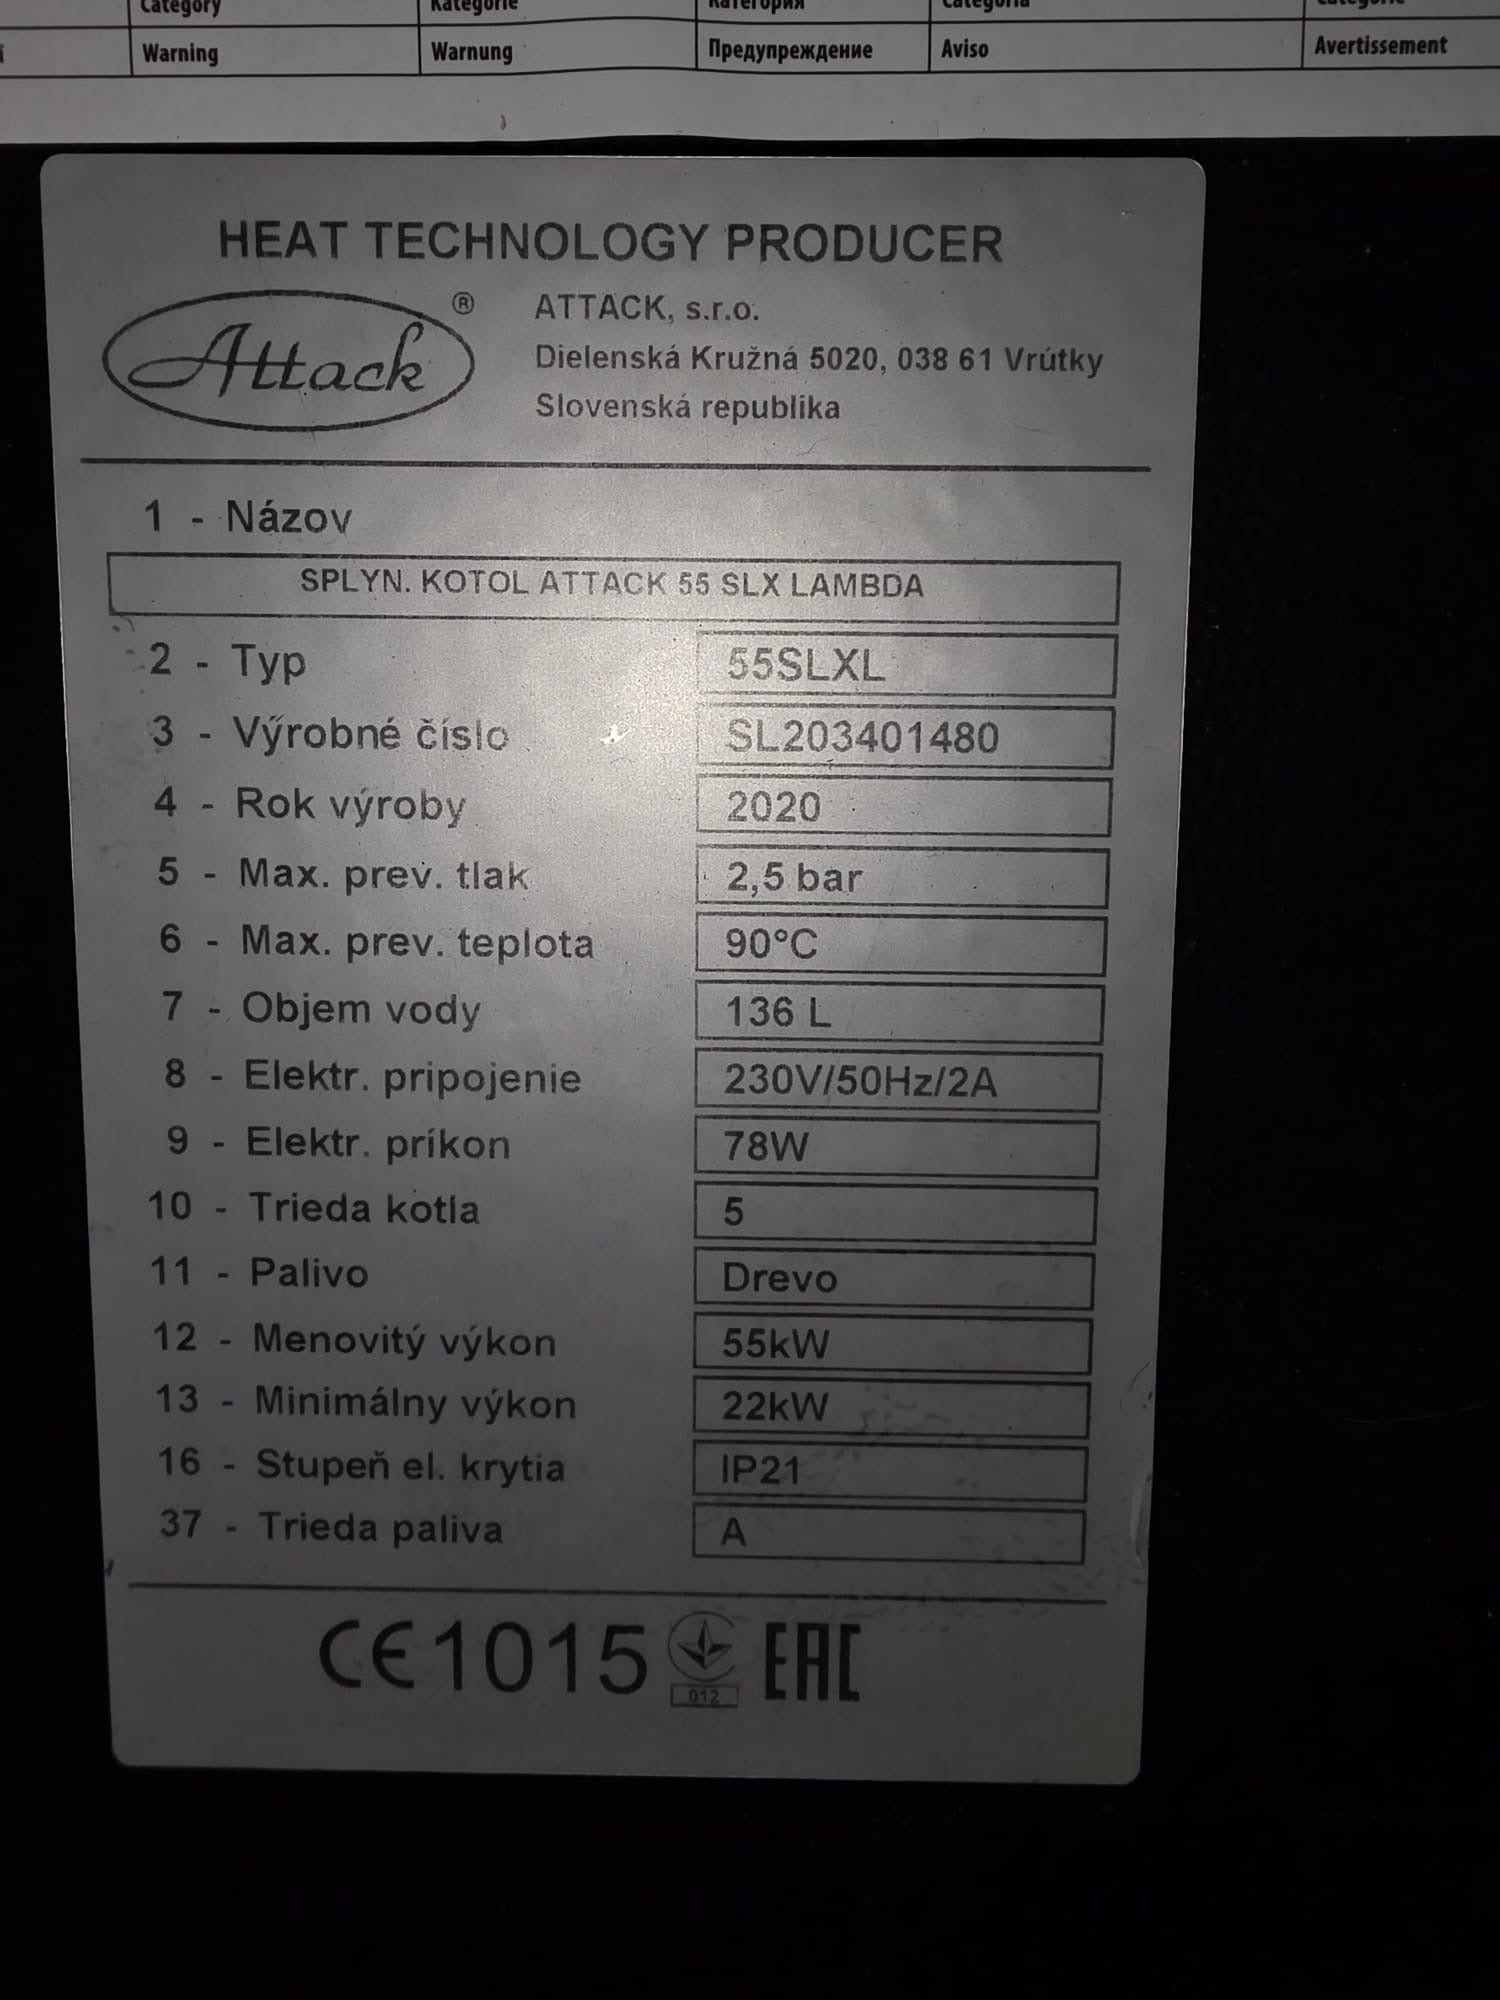 Category Kategorie Категория Categoria
Warning Warnung Предупреждение Aviso Avertissement
HEAT TECHNOLOGY PRODUCER
Attack ®
ATTACK, s.r.o.
Dielenská Kružná 5020, 038 61 Vrútky
Slovenská republika
1 - Názov
SPLYN. KOTOL ATTACK 55 SLX LAMBDA
2 - Typ 55SLXL
3 - Výrobné číslo SL203401480
4 - Rok výroby 2020
5 - Max. prev. tlak 2,5 bar
6 - Max. prev. teplota 90°C
7 - Objem vody 136 L
8 - Elektr. pripojenie 230V/50Hz/2A
9 - Elektr. príkon 78W
10 - Trieda kotla 5
11 - Palivo Drevo
12 - Menovitý výkon 55kW
13 - Minimálny výkon 22kW
16 - Stupeň el. krytia IP21
37 - Trieda paliva A
CE 1015 012 EAC